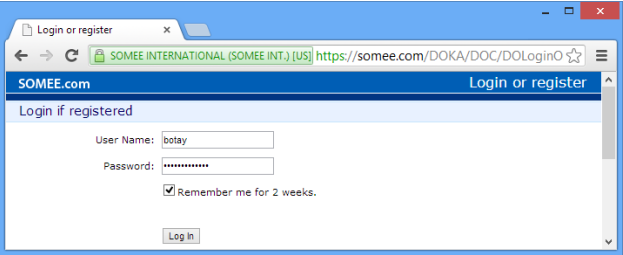 Login or register
SOMEE INTERNATIONAL (SOMEE INT.) [US] https://somee.com/DOKA/DOC/DOLoginO
SOMEE.com Login or register
Login if registered
User Name: botay
Password: •••••••••••••
Remember me for 2 weeks.
Log In